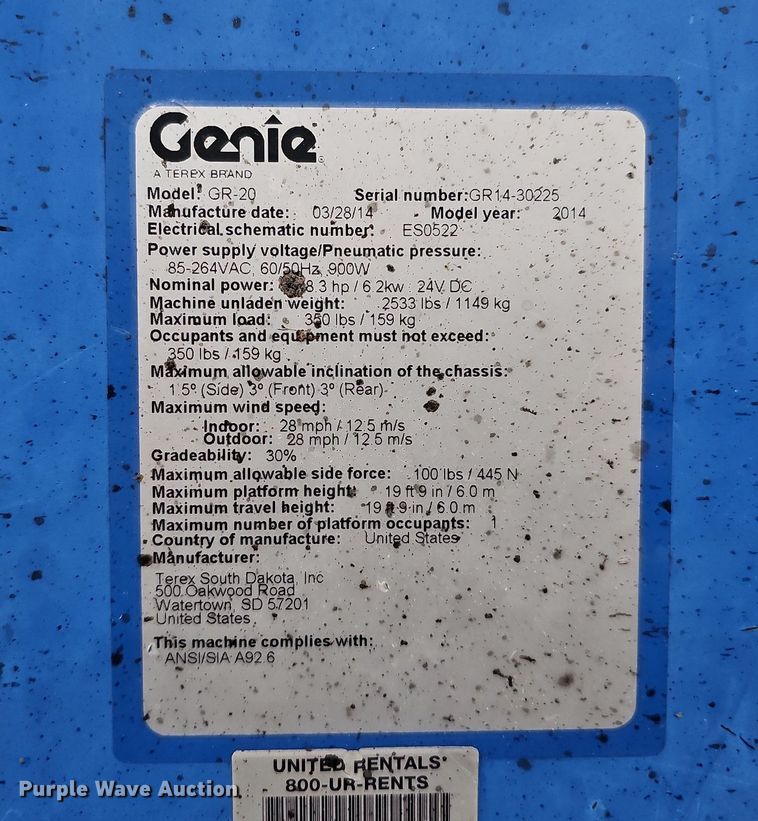 Genie
A TEREX BRAND
Model: GR-20 Serial number: GR14-30225
Manufacture date: 03/28/14 Model year: 2014
Electrical schematic number: ES0522
Power supply voltage/Pneumatic pressure:
85-264VAC, 60/50Hz, 900W
Nominal power: 8.3 hp / 6.2kw 24V DC
Machine unladen weight: 2533 lbs / 1149 kg
Maximum load: 350 lbs / 159 kg
Occupants and equipment must not exceed:
350 lbs / 159 kg
Maximum allowable inclination of the chassis:
1.5° (Side) 3° (Front) 3° (Rear)
Maximum wind speed:
Indoor: 28 mph / 12.5 m/s
Outdoor: 28 mph / 12.5 m/s
Gradeability: 30%
Maximum allowable side force: 100 lbs / 445 N
Maximum platform height: 19 ft 9 in / 6.0 m
Maximum travel height: 19 ft 9 in / 6.0 m
Maximum number of platform occupants: 1
Country of manufacture: United States
Manufacturer:
Terex South Dakota, Inc
500 Oakwood Road
Watertown, SD 57201
United States
This machine complies with:
ANSI/SIA A92.6
UNITED RENTALS®
800-UR-RENTS
Purple Wave Auction